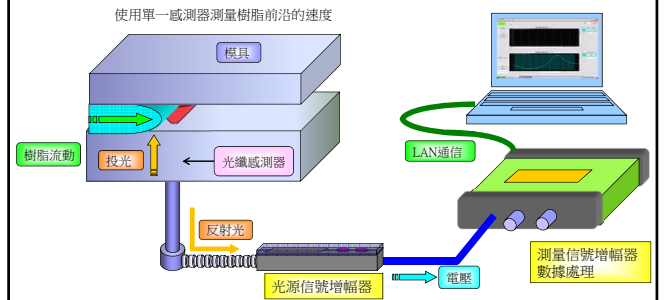 使用單一感測器測量樹脂前沿的速度
模具
樹脂流動
投光
光纖感測器
LAN通信
反射光
光源信號增幅器
電壓
測量信號增幅器
數據處理